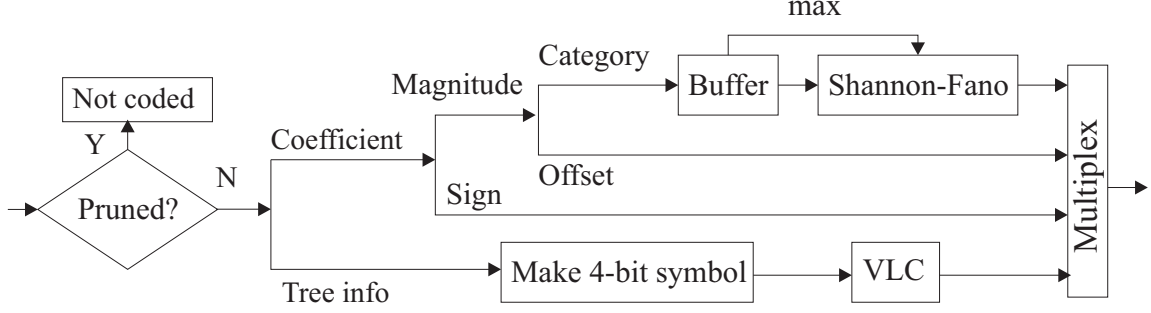 max
Category
Buffer
Shannon-Fano
Magnitude
Not coded
Coefficient
Y
N
Offset
Sign
Pruned?
Multiplex
Make 4-bit symbol
VLC
Tree info